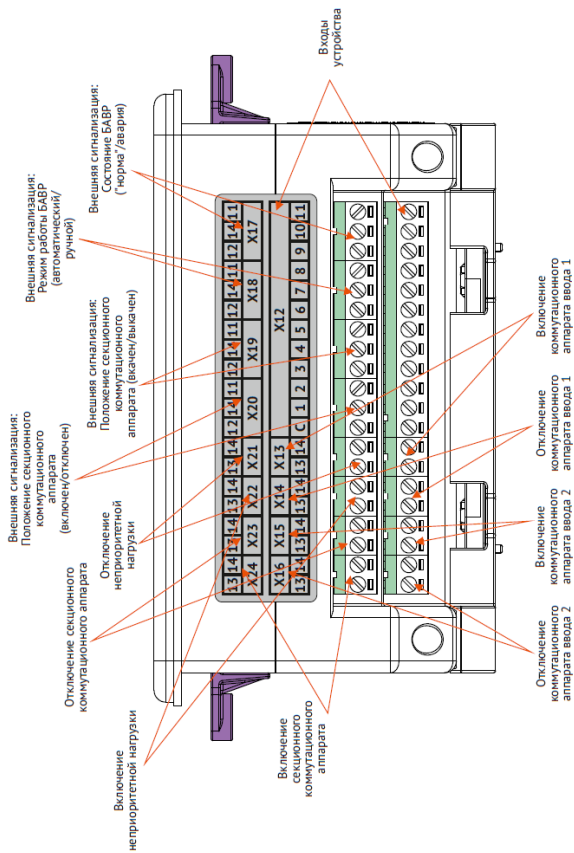 Внешняя сигнализация:
Положение секционного
коммутационного
аппарата
(включен/отключен)
Внешняя сигнализация:
Режим работы БАВР
(автоматический/
ручной)
Отключение секционного
коммутационного аппарата
Отключение
неприоритетной
нагрузки
Внешняя сигнализация:
Положение секционного
коммутационного
аппарата (вкачен/выкачен)
Внешняя сигнализация:
Состояние БАВР
("норма"/авария)
Включение
неприоритетной нагрузки
Входы
устройства
13 14 13 14 13 14 13 14 12 14 11 12 14 11 12 14 11 12 14 11
X24 X23 X22 X21 X20 X19 X18 X17
X16 X15 X14 X13 X12
13 14 13 14 13 14 13 14 C 1 2 3 4 5 6 7 8 9 10 11
Включение
секционного
коммутационного
аппарата
Отключение
коммутационного
аппарата ввода 2
Включение
коммутационного
аппарата ввода 2
Отключение
коммутационного
аппарата ввода 1
Включение
коммутационного
аппарата ввода 1